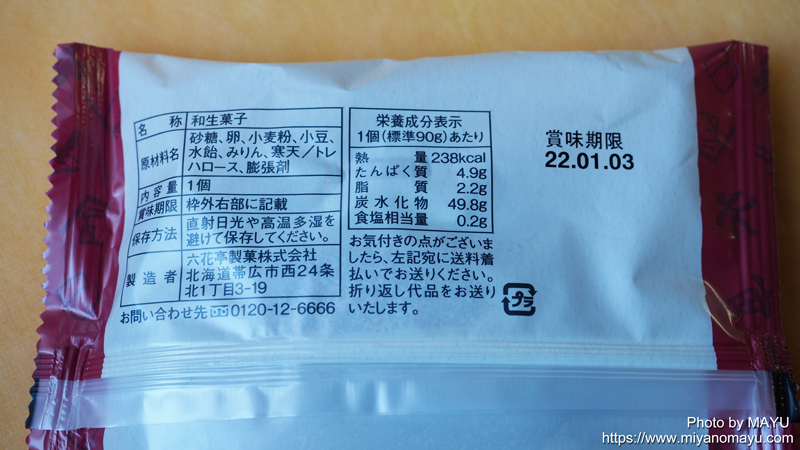 名称 和生菓子
原材料名 砂糖、卵、小麦粉、小豆、
水飴、みりん、寒天／トレ
ハロース、膨張剤
内容量 1個
賞味期限 枠外右部に記載
保存方法 直射日光や高温多湿を
避けて保存してください。
製造者 六花亭製菓株式会社
北海道帯広市西24条
北1丁目3-19
お問い合わせ先 0120-12-6666
栄養成分表示
1個(標準90g)あたり
熱量 238kcal
たんぱく質 4.9g
脂質 2.2g
炭水化物 49.8g
食塩相当量 0.2g
お気付きの点がございま
したら、左記宛に送料着
払いでお送りください。
折り返し代品をお送り
いたします。
プラ
賞味期限
22.01.03
Photo by MAYU
https://www.miyanomayu.com